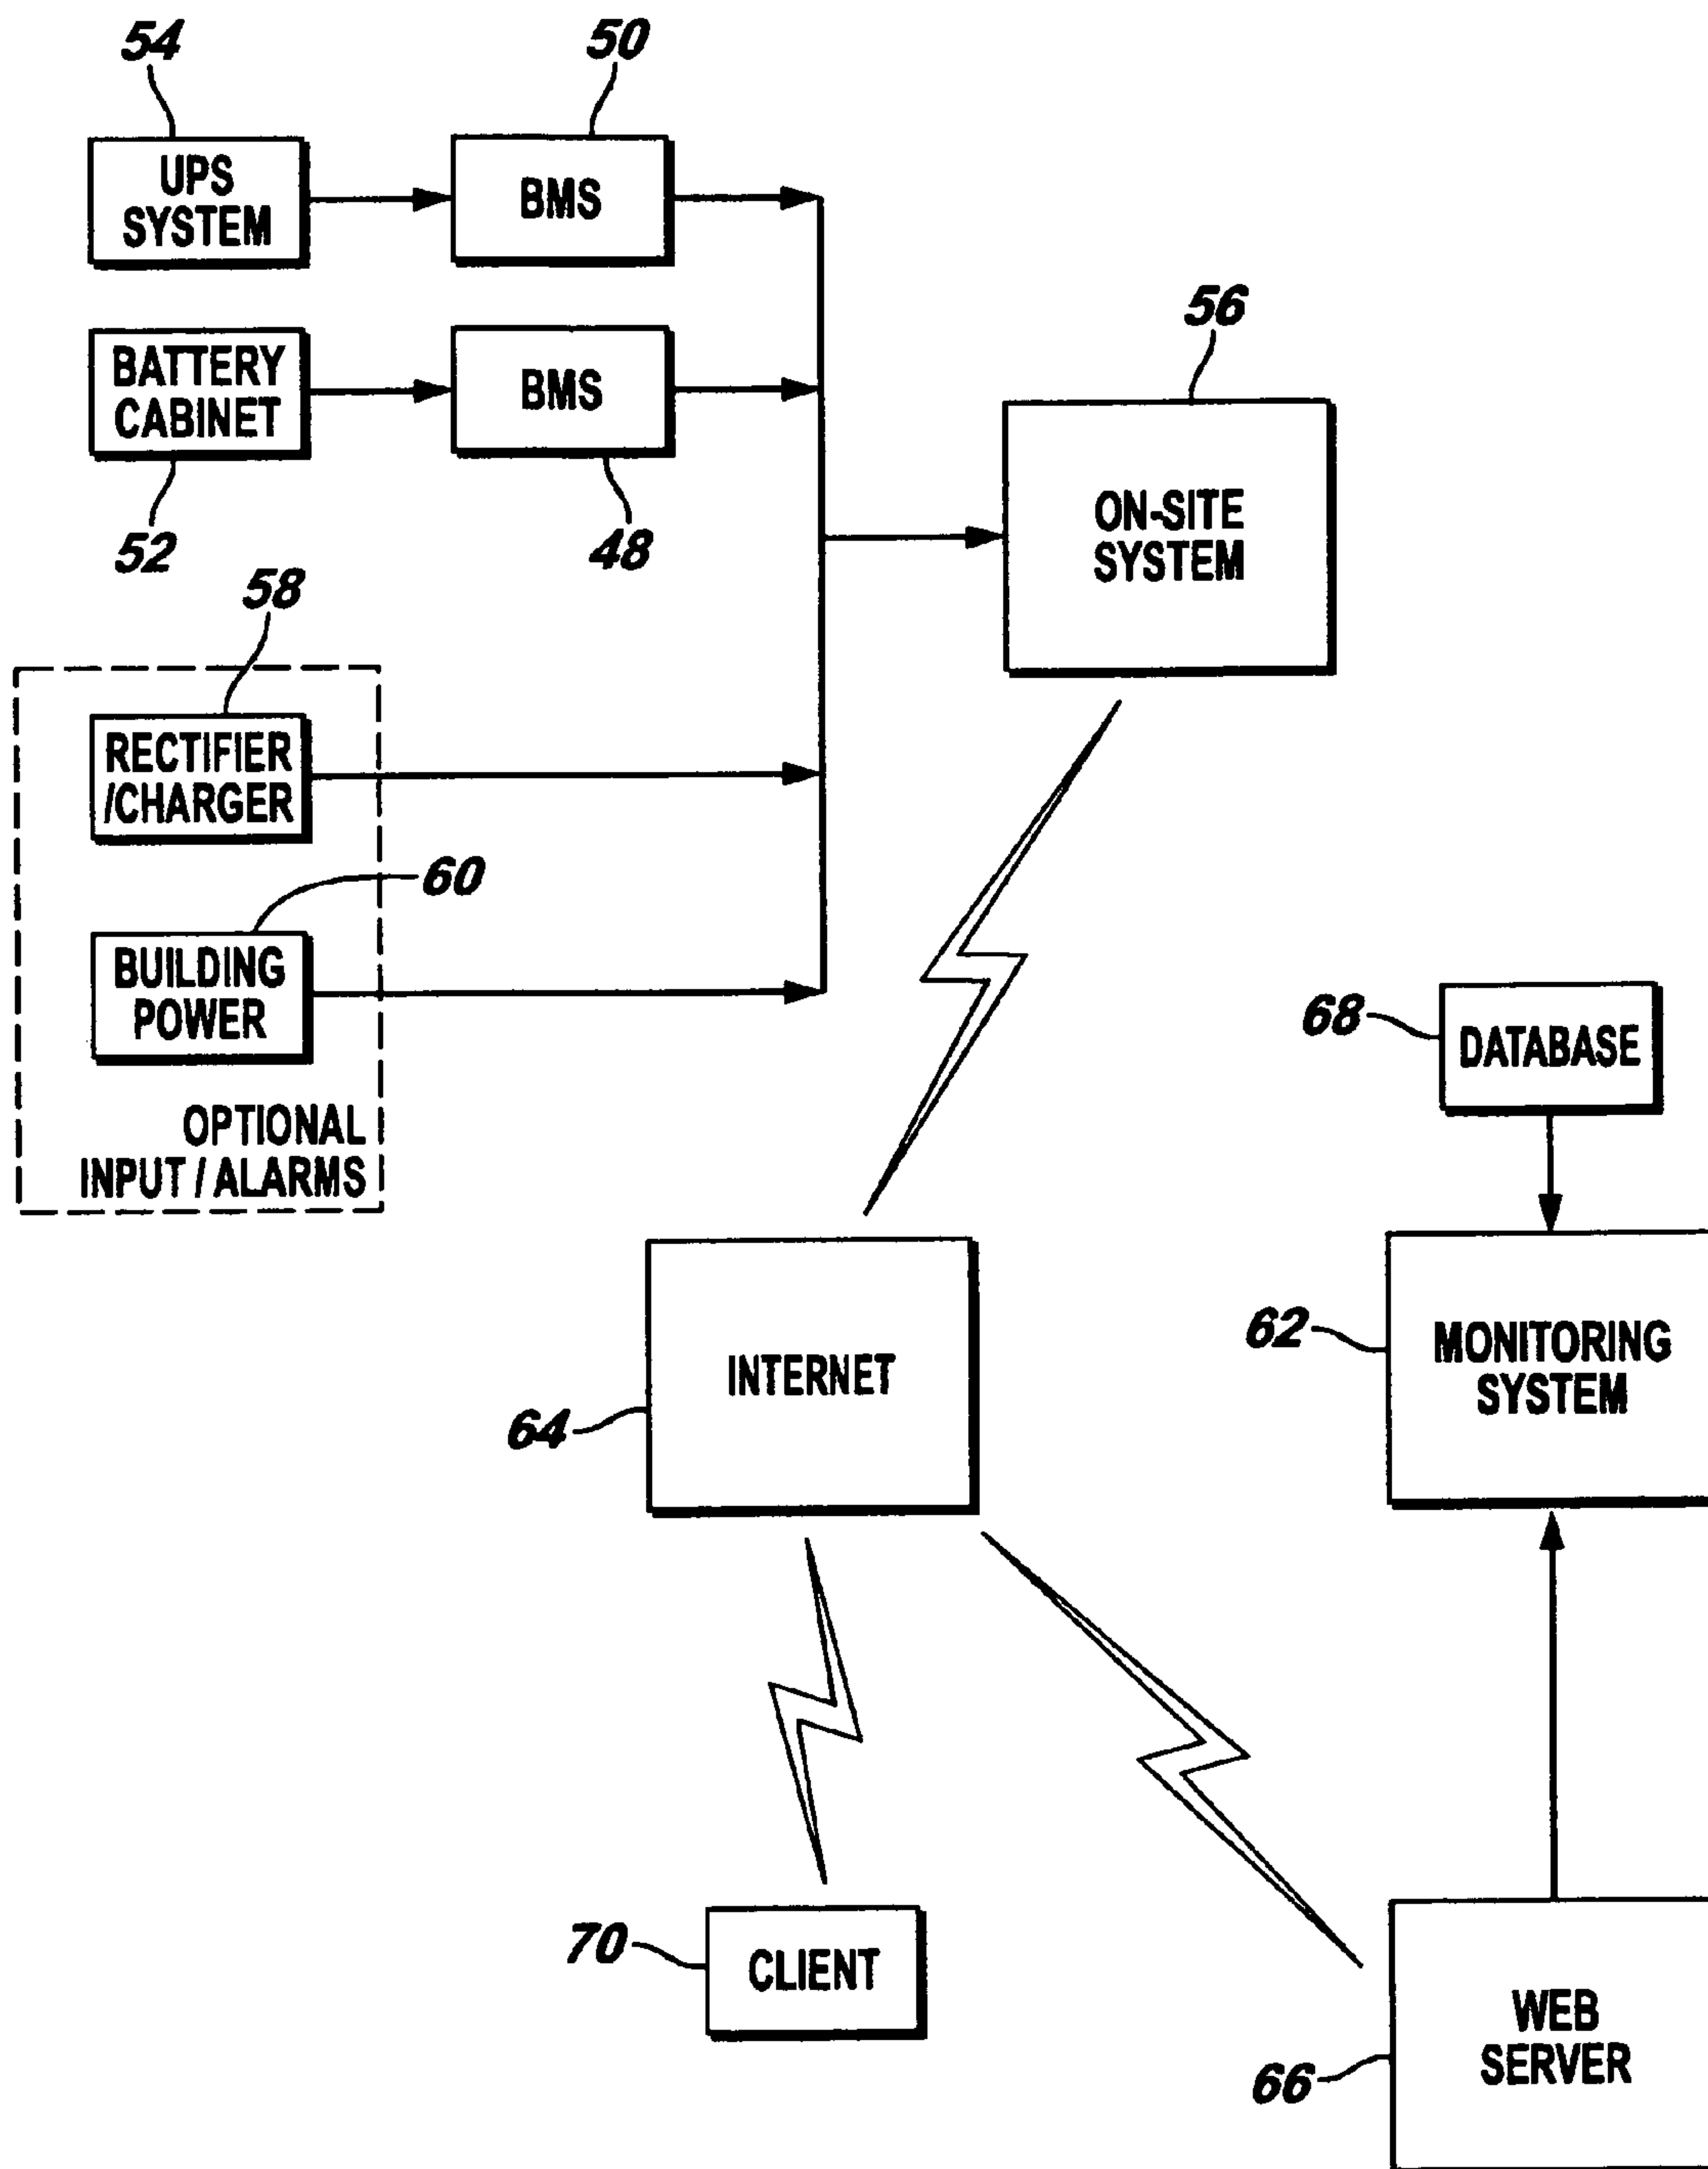 54
50
UPS
SYSTEM
BMS
56
BATTERY
CABINET
BMS
ON-SITE
SYSTEM
52
48
58
RECTIFIER
/CHARGER
60
BUILDING
POWER
68
DATABASE
OPTIONAL
INPUT / ALARMS
62
MONITORING
SYSTEM
INTERNET
64
70
CLIENT
WEB
SERVER
66